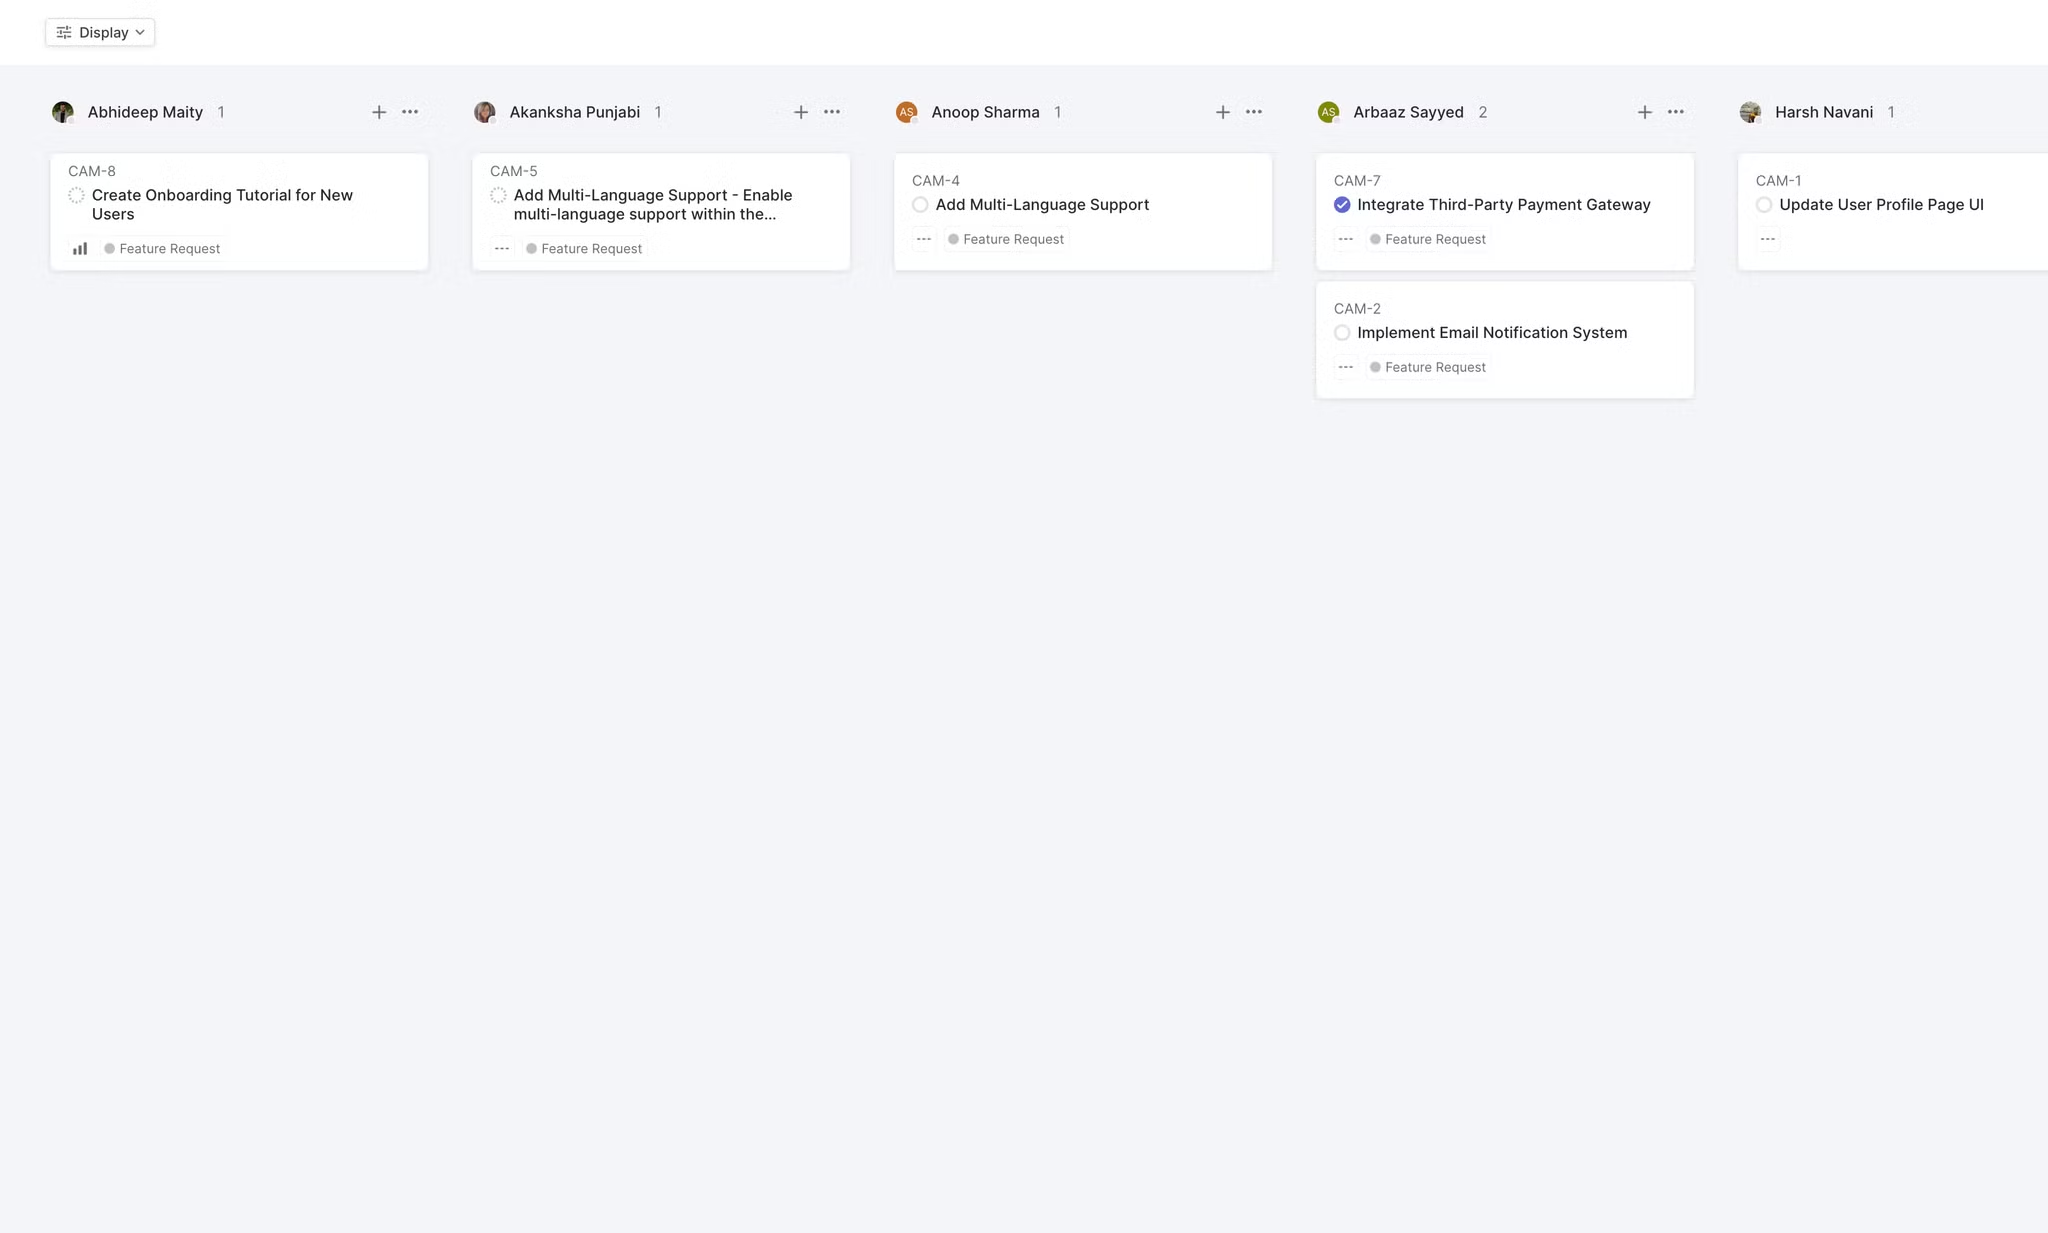 Display
Abhideep Maity 1
CAM-8
Create Onboarding Tutorial for New
Users
Feature Request
Akanksha Punjabi 1
CAM-5
Add Multi-Language Support - Enable
multi-language support within the...
Feature Request
AS Anoop Sharma 1
CAM-4
Add Multi-Language Support
Feature Request
AS Arbaaz Sayyed 2
CAM-7
Integrate Third-Party Payment Gateway
Feature Request
CAM-2
Implement Email Notification System
Feature Request
Harsh Navani 1
CAM-1
Update User Profile Page UI